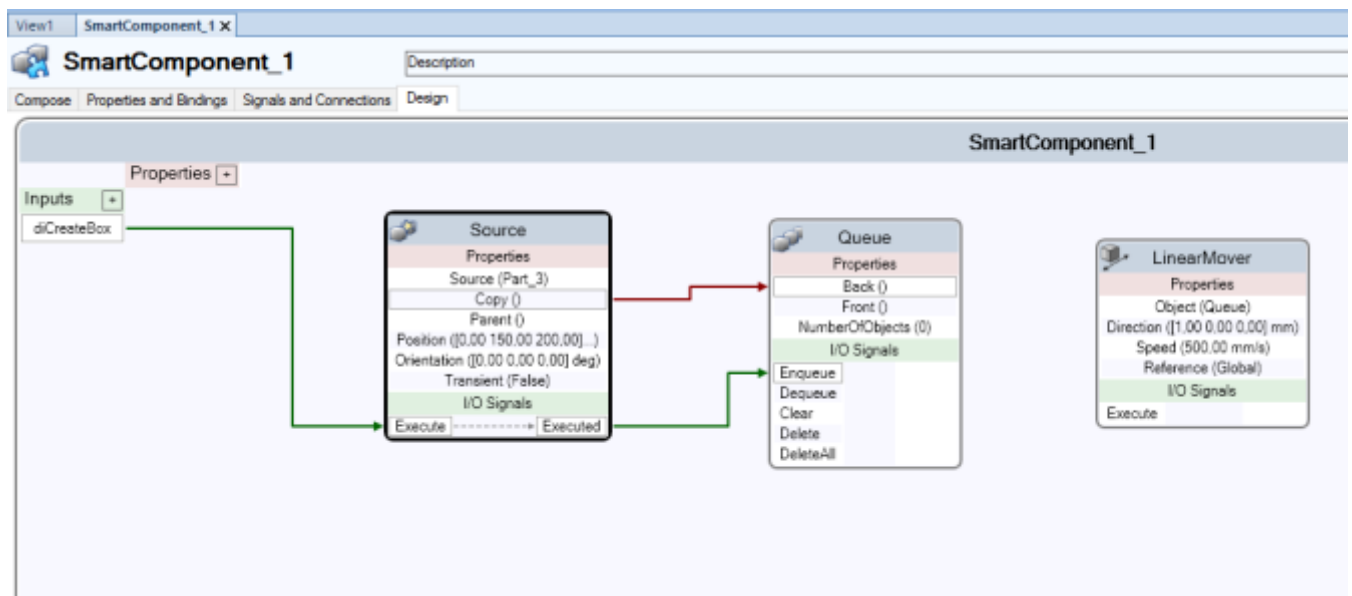 View1 SmartComponent_1 X
SmartComponent_1 Description
Compose Properties and Bindings Signals and Connections Design
SmartComponent_1
Properties +
Inputs +
diCreateBox
Source
Properties
Source (Part_3)
Copy ()
Parent ()
Position ([0,00 150,00 200,00]...)
Orientation ([0,00 0,00 0,00] deg)
Transient (False)
I/O Signals
Execute Executed
Queue
Properties
Back ()
Front ()
NumberOfObjects (0)
I/O Signals
Enqueue
Dequeue
Clear
Delete
DeleteAll
LinearMover
Properties
Object (Queue)
Direction ([1,00 0,00 0,00] mm)
Speed (500,00 mm/s)
Reference (Global)
I/O Signals
Execute